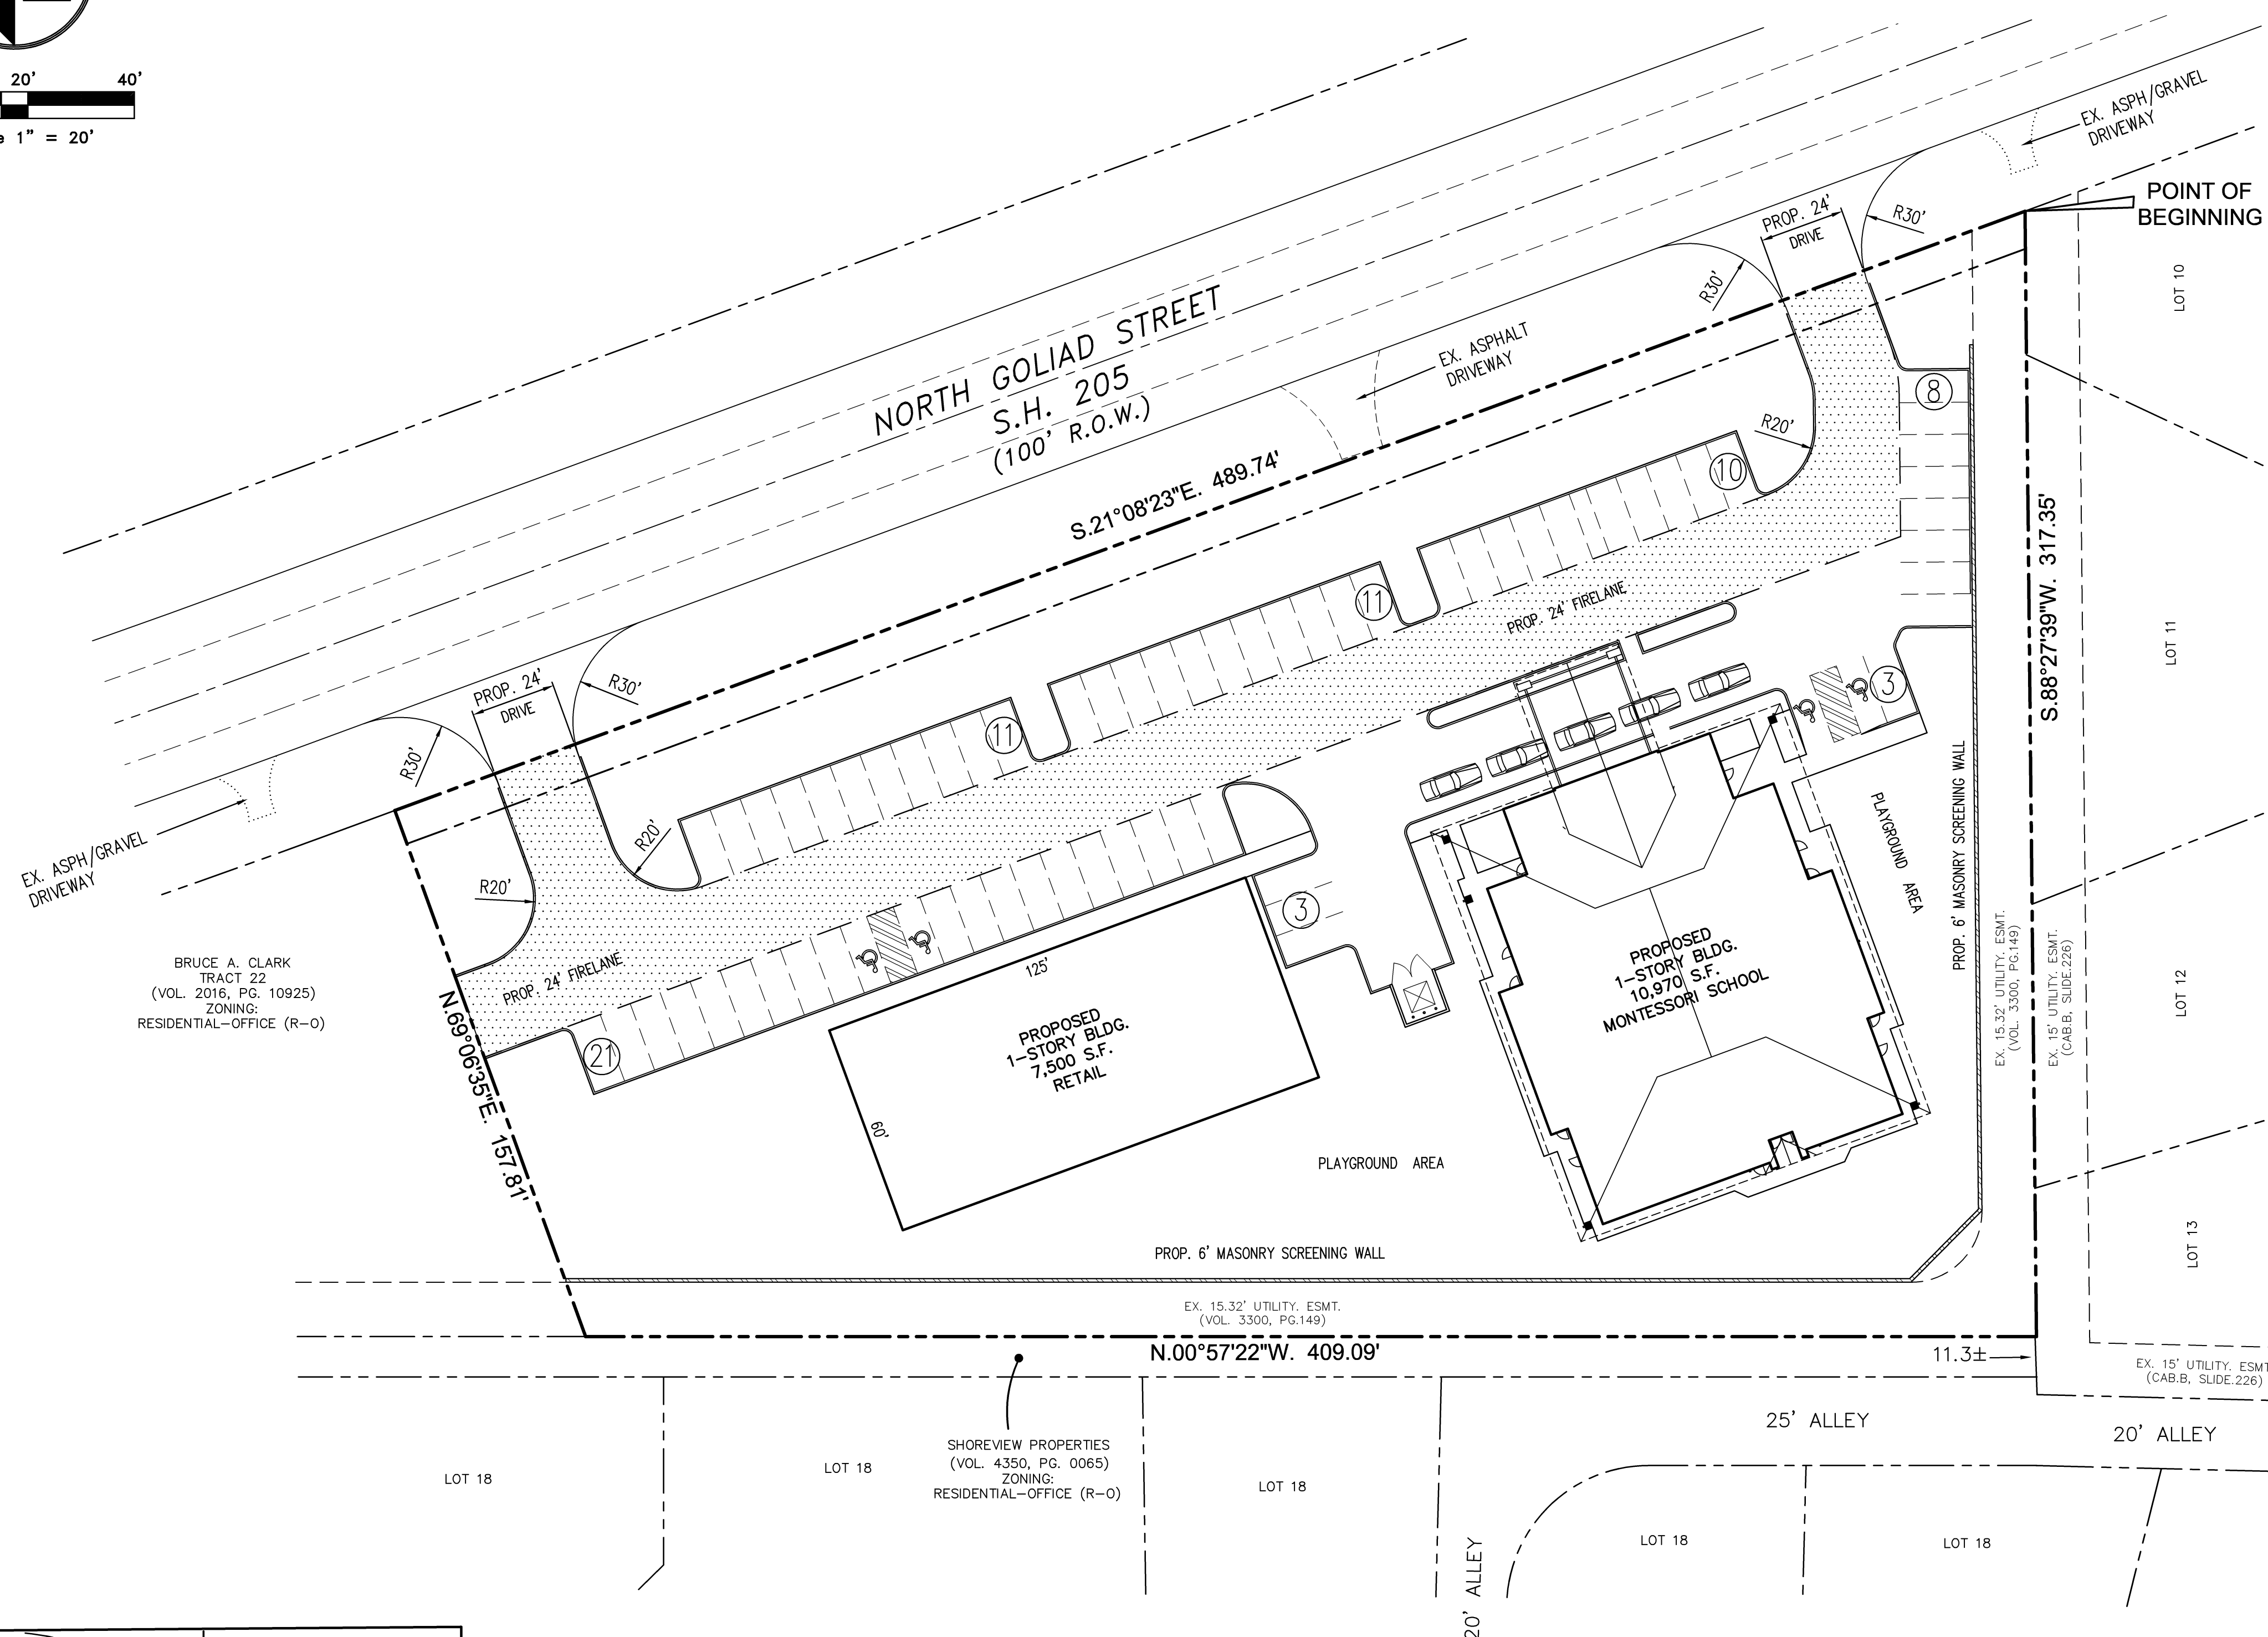 20' 40'
1" = 20'
EX. ASPH/GRAVEL
DRIVEWAY
POINT OF
BEGINNING
PROP. 24'
DRIVE
R30'
R30'
LOT 10
NORTH GOLIAD STREET
S.H. 205
(100' R.O.W.)
EX. ASPHALT
DRIVEWAY
8
R20'
10
S.21°08'23"E. 489.74'
S.88°27'39"W. 317.35'
11
PROP. 24' FIRELANE
LOT 11
PROP. 24'
DRIVE
R30'
R30'
11
3
EX. ASPH/GRAVEL
DRIVEWAY
R20'
R20'
PLAYGROUND AREA
PROP. 6' MASONRY SCREENING WALL
3
BRUCE A. CLARK
TRACT 22
(VOL. 2016, PG. 10925)
ZONING:
RESIDENTIAL-OFFICE (R-O)
PROP. 24' FIRELANE
125'
PROPOSED
1-STORY BLDG.
10,970 S.F.
MONTESSORI SCHOOL
EX. 15.32' UTILITY. ESMT.
(VOL. 3300, PG.149)
EX. 15' UTILITY. ESMT.
(CAB.B, SLIDE.226)
LOT 12
N.69°06'35"E. 157.81'
21
PROPOSED
1-STORY BLDG.
7,500 S.F.
RETAIL
60'
PLAYGROUND AREA
LOT 13
PROP. 6' MASONRY SCREENING WALL
EX. 15.32' UTILITY. ESMT.
(VOL. 3300, PG.149)
N.00°57'22"W. 409.09'
11.3±
EX. 15' UTILITY. ESMT
(CAB.B, SLIDE.226)
25' ALLEY
20' ALLEY
SHOREVIEW PROPERTIES
(VOL. 4350, PG. 0065)
ZONING:
RESIDENTIAL-OFFICE (R-O)
LOT 18
LOT 18
LOT 18
LOT 18
LOT 18
20' ALLEY